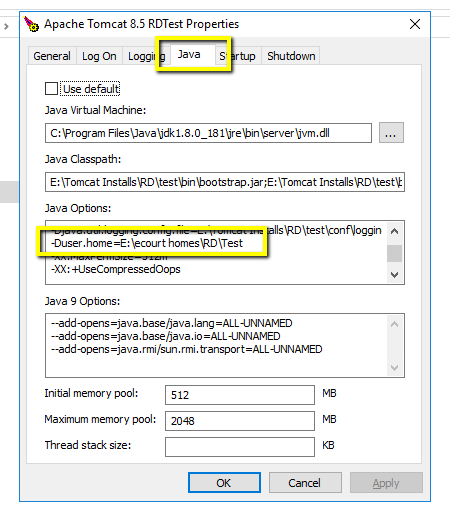 Apache Tomcat 8.5 RDTest Properties
General Log On Logging Java Startup Shutdown
Use default
Java Virtual Machine:
C:\Program Files\Java\jdk1.8.0_181\jre\bin\server\jvm.dll
...
Java Classpath:
E:\Tomcat Installs\RD\test\bin\bootstrap.jar;E:\Tomcat Installs\RD\test\b
Java Options:
-Djava.util.logging.config.file=E:\Tomcat Installs\RD\test\conf\loggin
-Duser.home=E:\ecourt homes\RD\Test
-XX:MaxPermSize=512m
-XX:+UseCompressedOops
Java 9 Options:
--add-opens=java.base/java.lang=ALL-UNNAMED
--add-opens=java.base/java.io=ALL-UNNAMED
--add-opens=java.rmi/sun.rmi.transport=ALL-UNNAMED
Initial memory pool: 512 MB
Maximum memory pool: 2048 MB
Thread stack size: KB
OK Cancel Apply